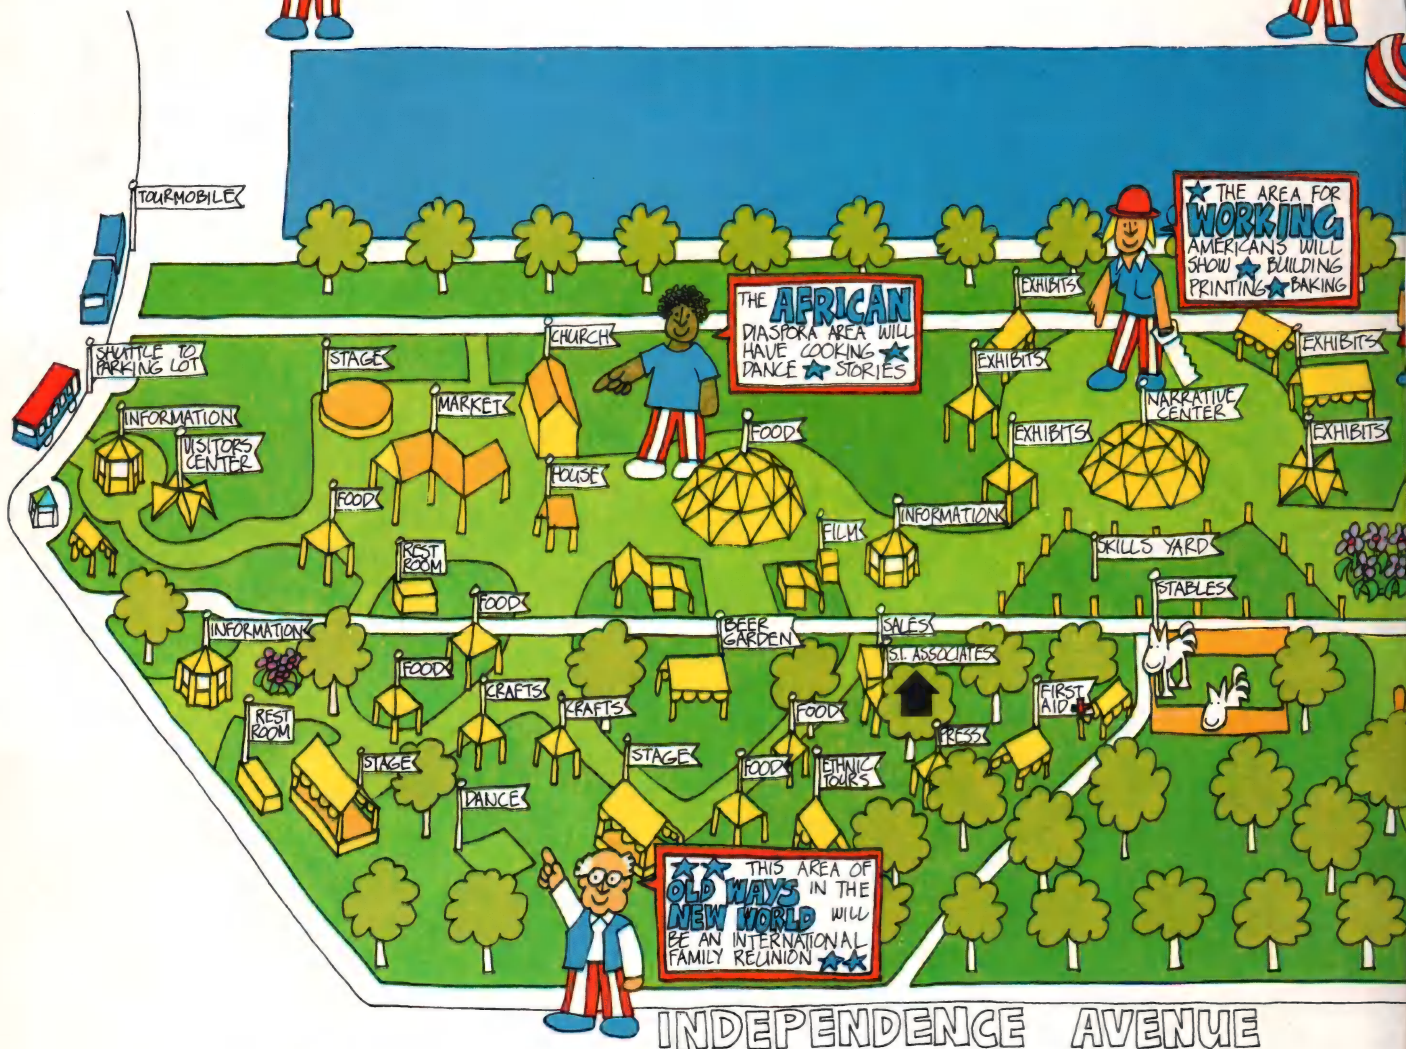 TOURMOBILE
★ THE AREA FOR
WORKING
AMERICANS WILL
SHOW ★ BUILDING
PRINTING ★ BAKING
EXHIBITS
THE AFRICAN
DIASPORA AREA WILL
HAVE COOKING ★
DANCE ★ STORIES
CHURCH
SHUTTLE TO
PARKING LOT
STAGE
EXHIBITS
EXHIBITS
INFORMATION
MARKET
NARRATIVE
CENTER
VISITORS
CENTER
FOOD
EXHIBITS
EXHIBITS
HOUSE
FOOD
INFORMATION
FILM
REST
ROOM
SKILLS YARD
STABLES
FOOD
INFORMATION
BEER
GARDEN
SALES
S.I. ASSOCIATES
FOOD
CRAFTS
FIRST
AID
REST
ROOM
CRAFTS
FOOD
PRESS
STAGE
STAGE
FOOD
ETHNIC
TOURS
DANCE
★★ THIS AREA OF
OLD WAYS IN THE
NEW WORLD WILL
BE AN INTERNATIONAL
FAMILY REUNION ★★
INDEPENDENCE AVENUE